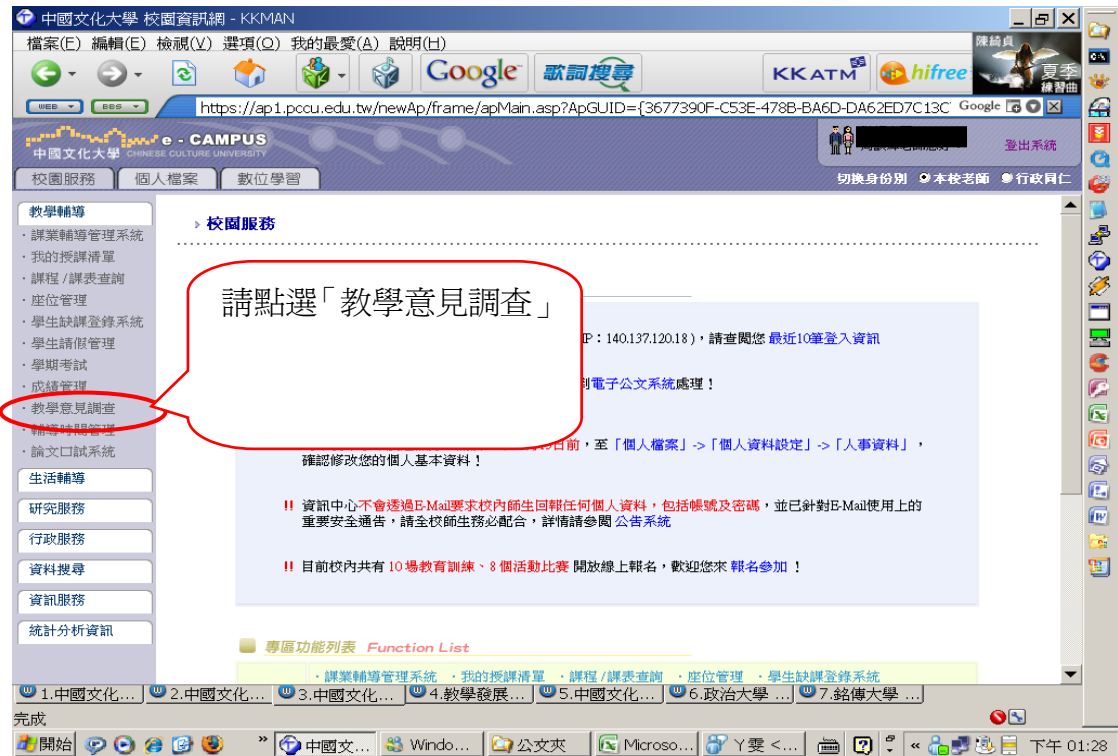 中國文化大學 校園資訊網 - KKMAN
檔案(F) 編輯(E) 檢視(V) 選項(O) 我的最愛(A) 說明(H)
陳綺貞
夏季
練習曲
Google 歌詞搜尋 KKATM hifree
WEB BBS https://ap1.pccu.edu.tw/newAp/frame/apMain.asp?ApGUID={3677390F-C53E-478B-BA6D-DA62ED7C13C Google
e - CAMPUS
中國文化大學 CHINESE CULTURE UNIVERSITY
登出系統
校園服務 個人檔案 數位學習
切換身份別 本校老師 行政同仁
教學輔導
· 課業輔導管理系統
· 我的授課清單
· 課程 /課表查詢
· 座位管理
· 學生缺課登錄系統
· 學生請假管理
· 學期考試
· 成績管理
· 教學意見調查
· 輔導時間管理
· 論文口試系統
生活輔導
研究服務
行政服務
資料搜尋
資訊服務
統計分析資訊
› 校園服務
請點選「教學意見調查」
IP：140.137.120.18 )，請查閱您 最近10筆登入資訊
電子公文系統處理！
日前，至「個人檔案」->「個人資料設定」->「人事資料」，
確認修改您的個人基本資料！
!! 資訊中心不會透過E-Mail要求校內師生回報任何個人資料，包括帳號及密碼，並已針對E-Mail使用上的
重要安全通告，請全校師生務必配合，詳情請參閱 公告系統
!! 目前校內共有 10 場教育訓練、8 個活動比賽 開放線上報名，歡迎您來 報名參加 ！
專區功能列表 Function List
· 課業輔導管理系統 · 我的授課清單 · 課程 /課表查詢 · 座位管理 · 學生缺課登錄系統
1.中國文化... 2.中國文化... 3.中國文化... 4.教學發展... 5.中國文化... 6.政治大學 ... 7.銘傳大學 ...
完成
開始 » 中國文... Windo... 公文夾 Microso... ㄚ雯 <... « 下午 01:28